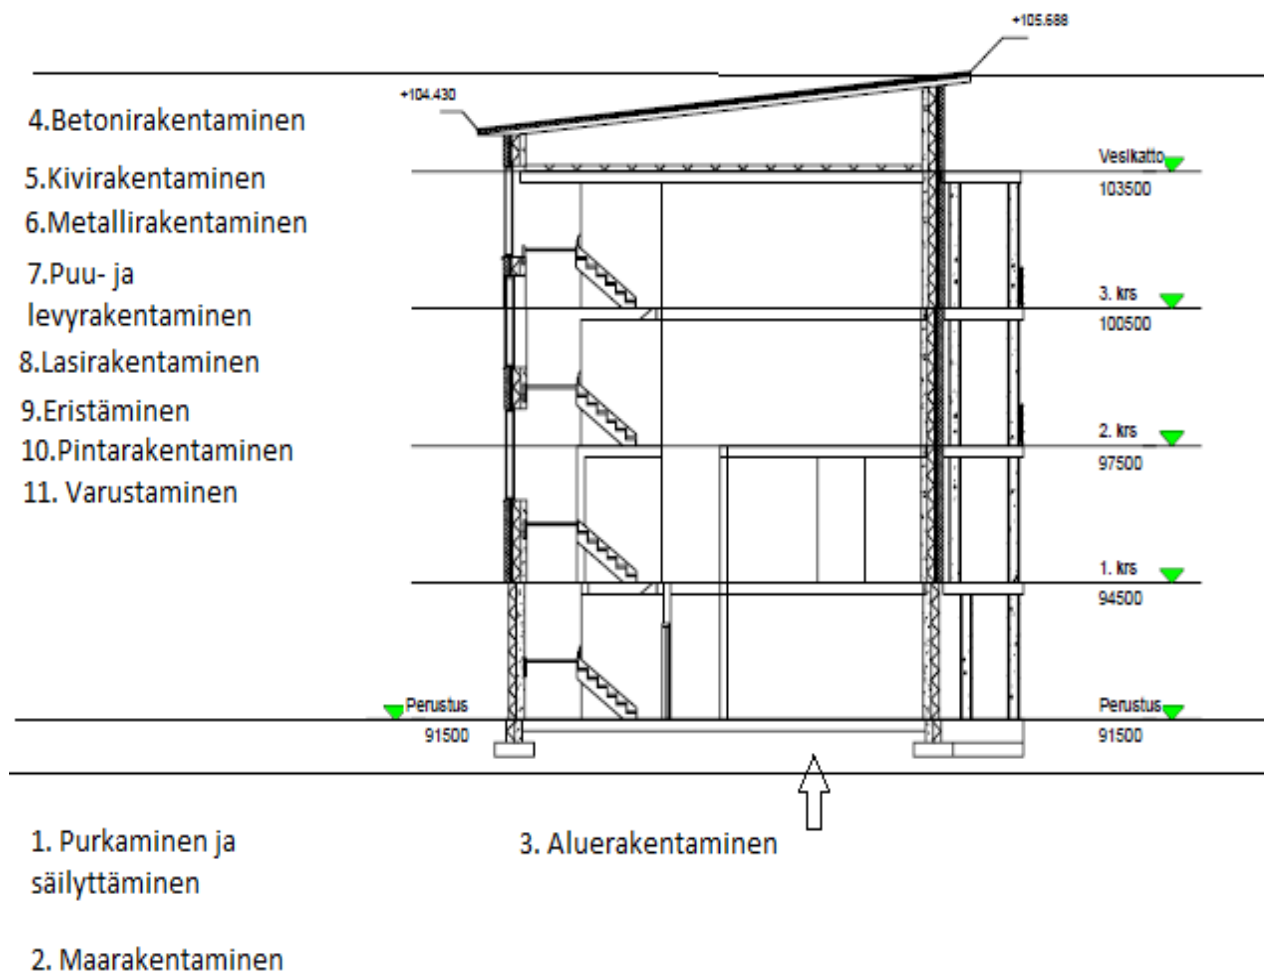 +105.688
+104.430
4.Betonirakentaminen
5.Kivirakentaminen
6.Metallirakentaminen
7.Puu- ja
levyrakentaminen
8.Lasirakentaminen
9.Eristäminen
10.Pintarakentaminen
11. Varustaminen
Vesikatto
103500
3. krs
100500
2. krs
97500
1. krs
94500
Perustus
91500
Perustus
91500
1. Purkaminen ja
säilyttäminen
3. Aluerakentaminen
2. Maarakentaminen